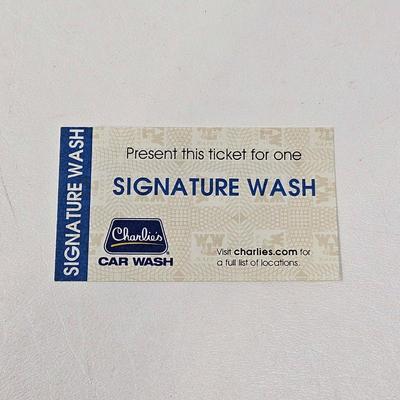 SIGNATURE WASH
Present this ticket for one
SIGNATURE WASH
Charlie's
CAR WASH
Visit charlies.com for
a full list of locations.